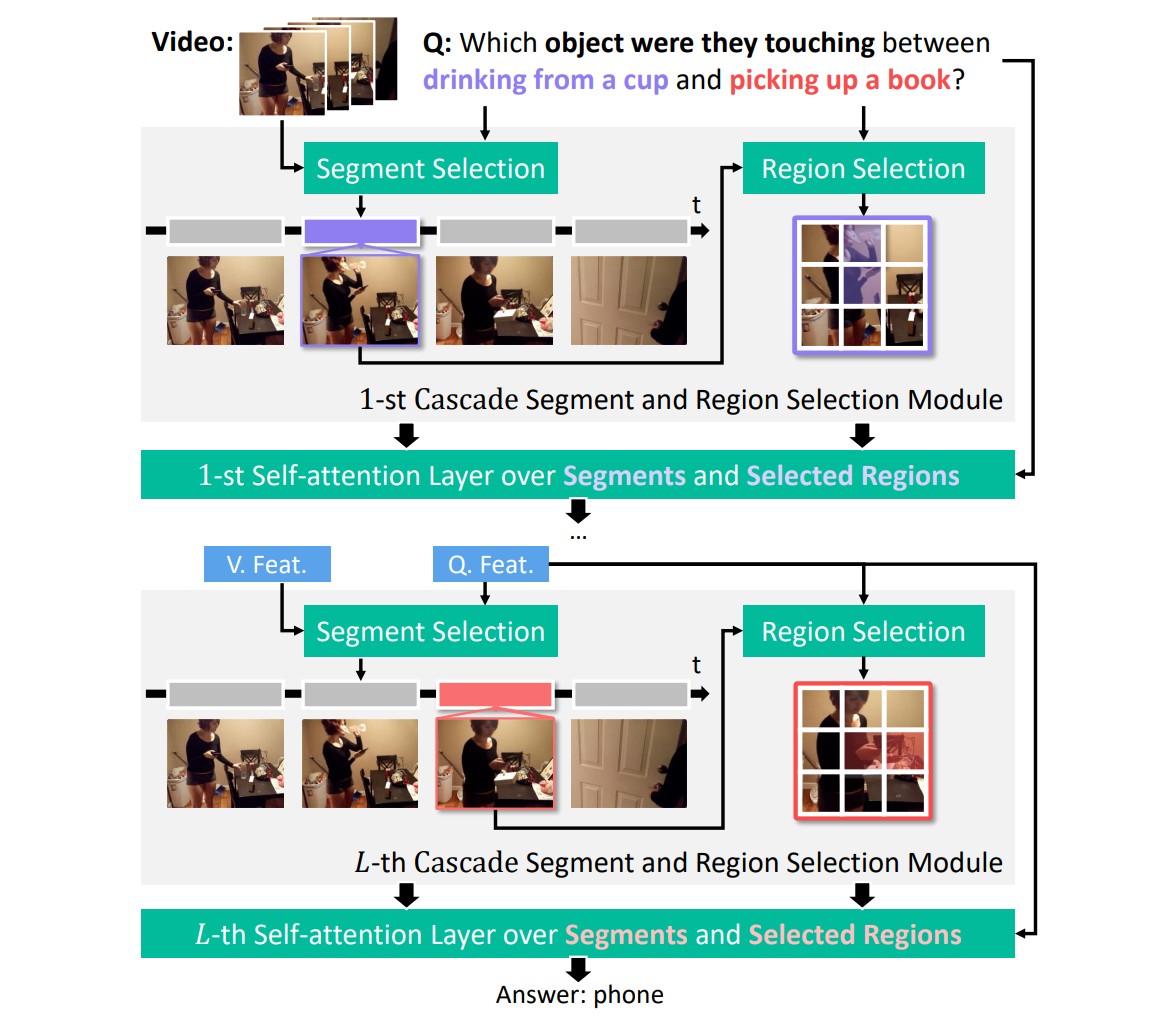 Video:
Q: Which object were they touching between
drinking from a cup and picking up a book?
Segment Selection
Region Selection
t
1-st Cascade Segment and Region Selection Module
1-st Self-attention Layer over Segments and Selected Regions
...
V. Feat.
Q. Feat.
Segment Selection
Region Selection
t
L-th Cascade Segment and Region Selection Module
L-th Self-attention Layer over Segments and Selected Regions
Answer: phone